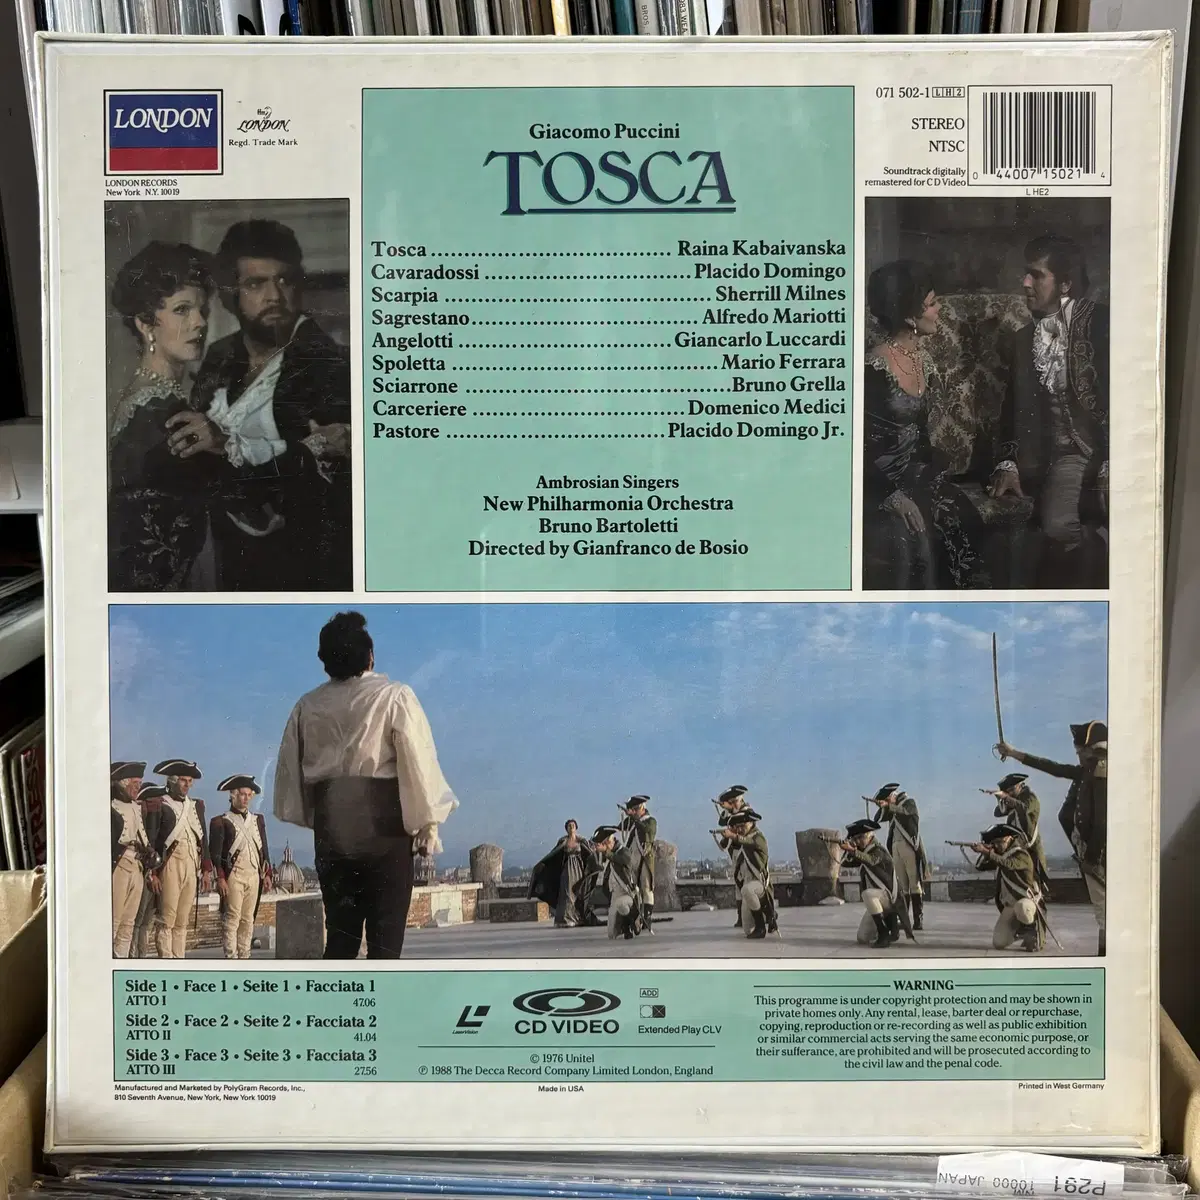 LONDON
LONDON
Regd. Trade Mark
LONDON RECORDS
New York N.Y. 10019
Giacomo Puccini
TOSCA
071 502-1 LH2
STEREO
NTSC
Soundtrack digitally
remastered for CD Video
0 44007 15021 4
L HE2
Tosca ........................................ Raina Kabaivanska
Cavaradossi .................................. Placido Domingo
Scarpia ........................................... Sherrill Milnes
Sagrestano ..................................... Alfredo Mariotti
Angelotti .................................. Giancarlo Luccardi
Spoletta ........................................... Mario Ferrara
Sciarrone ........................................... Bruno Grella
Carceriere .................................. Domenico Medici
Pastore .................................... Placido Domingo Jr.
Ambrosian Singers
New Philharmonia Orchestra
Bruno Bartoletti
Directed by Gianfranco de Bosio
Side 1 • Face 1 • Seite 1 • Facciata 1
ATTO I 47.06
Side 2 • Face 2 • Seite 2 • Facciata 2
ATTO II 41.04
Side 3 • Face 3 • Seite 3 • Facciata 3
ATTO III 27.56
LaserVision
CD VIDEO
ADD
Extended Play CLV
© 1976 Unitel
℗ 1988 The Decca Record Company Limited London, England
WARNING
This programme is under copyright protection and may be shown in
private homes only. Any rental, lease, barter deal or repurchase,
copying, reproduction or re-recording as well as public exhibition
or similar commercial acts serving the same economic purpose, or
their sufferance, are prohibited and will be prosecuted according to
the civil law and the penal code.
Manufactured and Marketed by PolyGram Records, Inc.,
810 Seventh Avenue, New York, New York 10019
Made in USA
Printed in West Germany
P291
10000 JAPAN